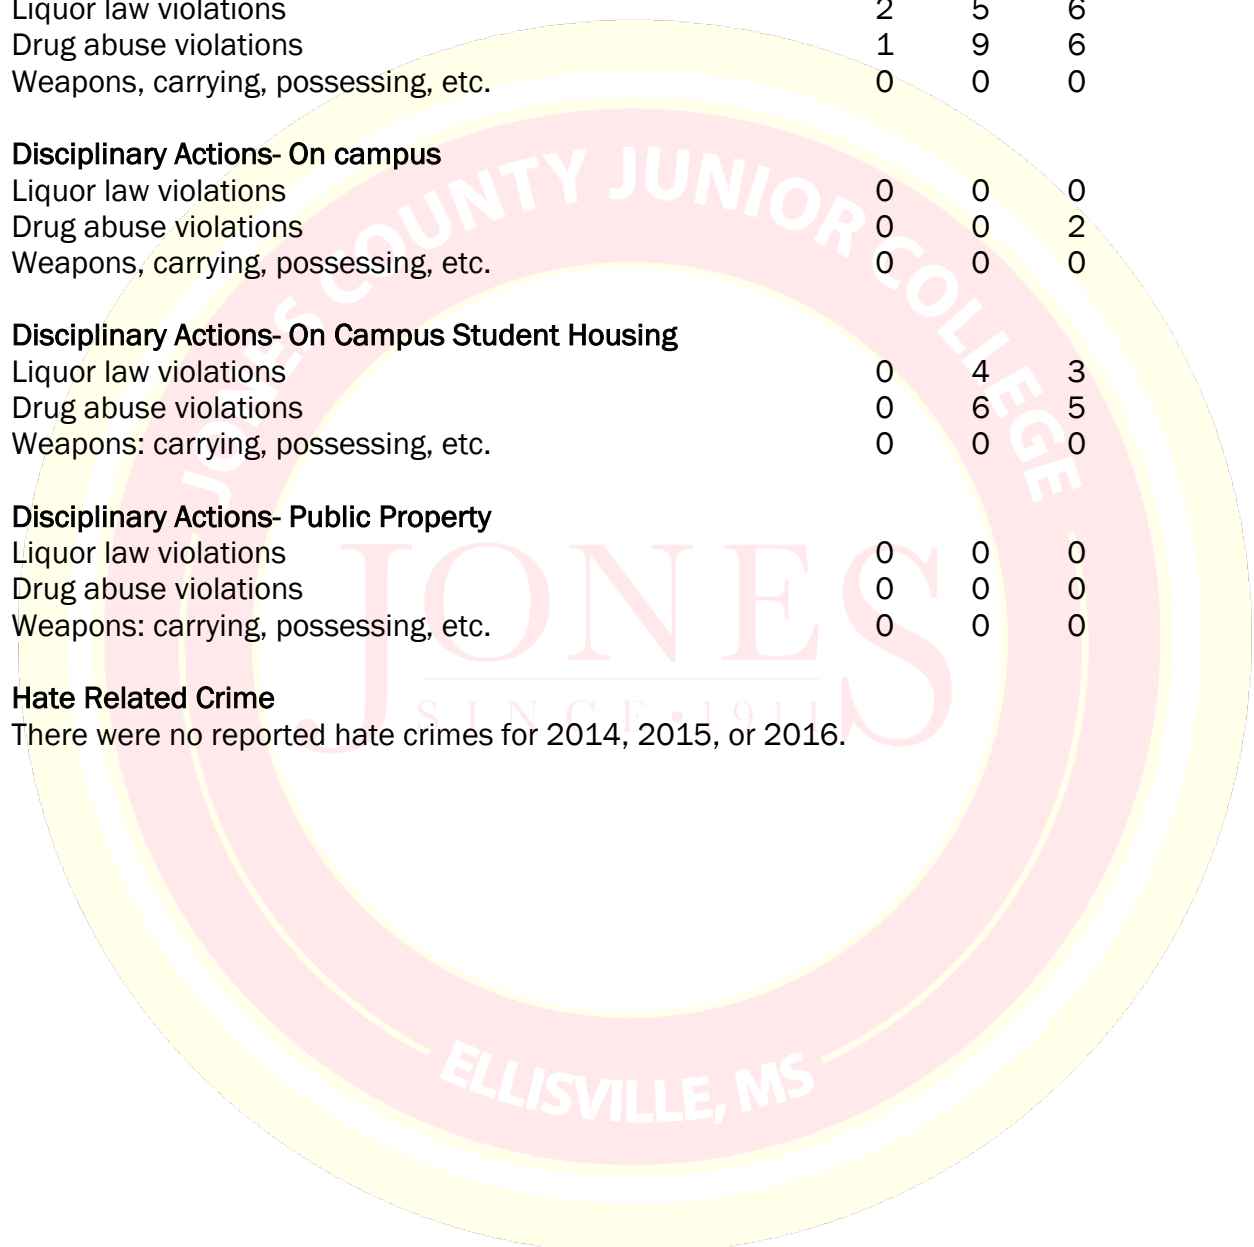 Liquor law violations 2 5 6
Drug abuse violations 1 9 6
Weapons, carrying, possessing, etc. 0 0 0
Disciplinary Actions- On campus
Liquor law violations 0 0 0
Drug abuse violations 0 0 2
Weapons, carrying, possessing, etc. 0 0 0
Disciplinary Actions- On Campus Student Housing
Liquor law violations 0 4 3
Drug abuse violations 0 6 5
Weapons: carrying, possessing, etc. 0 0 0
Disciplinary Actions- Public Property
Liquor law violations 0 0 0
Drug abuse violations 0 0 0
Weapons: carrying, possessing, etc. 0 0 0
Hate Related Crime
There were no reported hate crimes for 2014, 2015, or 2016.
JONES COUNTY JUNIOR COLLEGE
JONES
SINCE•1911
ELLISVILLE, MS